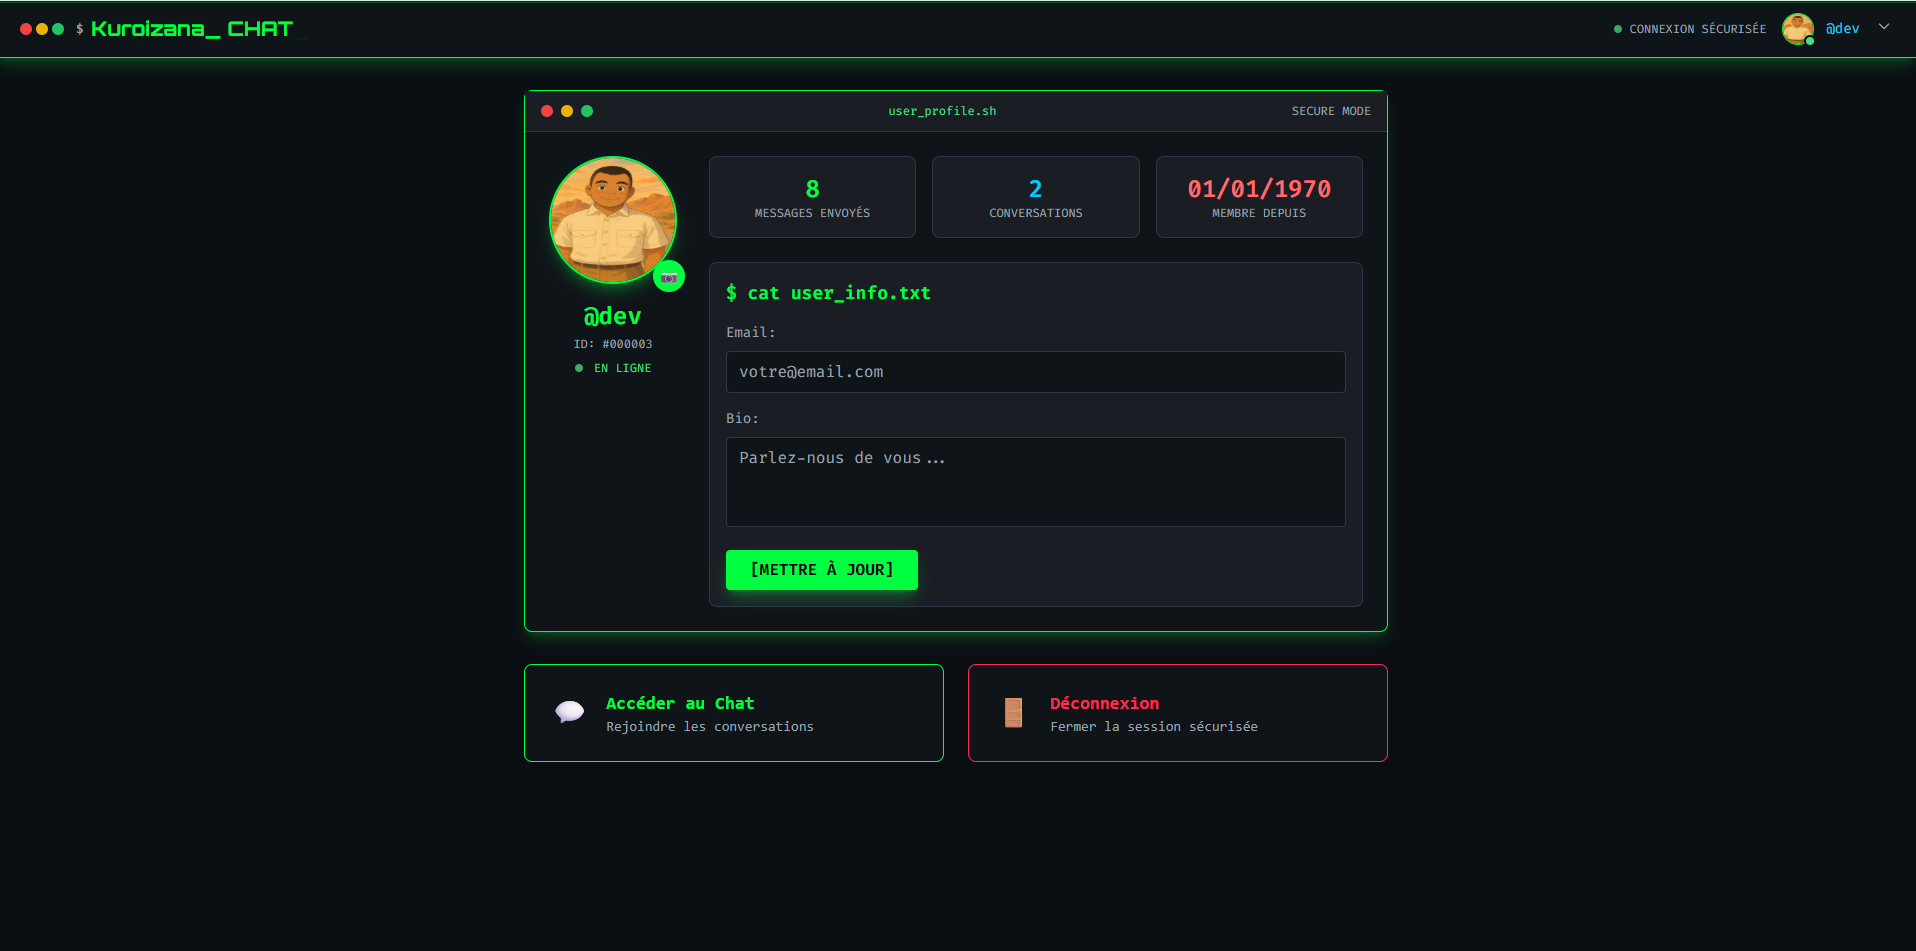 $ Kuroizana_ CHAT_
CONNEXION SÉCURISÉE
@dev
user_profile.sh
SECURE MODE
8
MESSAGES ENVOYÉS
2
CONVERSATIONS
01/01/1970
MEMBRE DEPUIS
@dev
ID: #000003
EN LIGNE
$ cat user_info.txt
Email:
votre@email.com
Bio:
Parlez-nous de vous...
[METTRE À JOUR]
Accéder au Chat
Rejoindre les conversations
Déconnexion
Fermer la session sécurisée